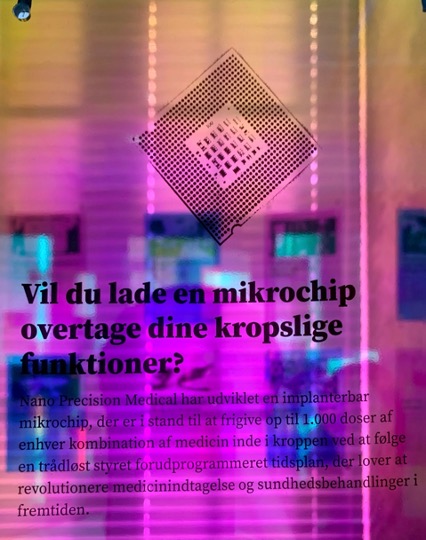 Vil du lade en mikrochip
overtage dine kropslige
funktioner?
Nano Precision Medical har udviklet en implanterbar
mikrochip, der er i stand til at frigive op til 1.000 doser af
enhver kombination af medicin inde i kroppen ved at følge
en trådløst styret forudprogrammeret tidsplan, der lover at
revolutionere medicinindtagelse og sundhedsbehandlinger i
fremtiden.